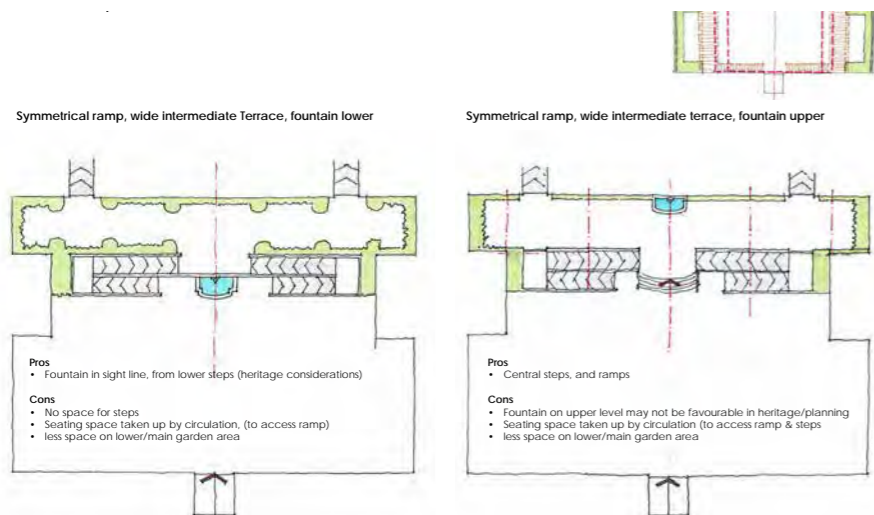 Symmetrical ramp, wide intermediate Terrace, fountain lower
Pros
• Fountain in sight line, from lower steps (heritage considerations)
Cons
• No space for steps
• Seating space taken up by circulation, (to access ramp)
• less space on lower/main garden area
Symmetrical ramp, wide intermediate terrace, fountain upper
Pros
• Central steps, and ramps
Cons
• Fountain on upper level may not be favourable in heritage/planning
• Seating space taken up by circulation (to access ramp & steps
• less space on lower/main garden area